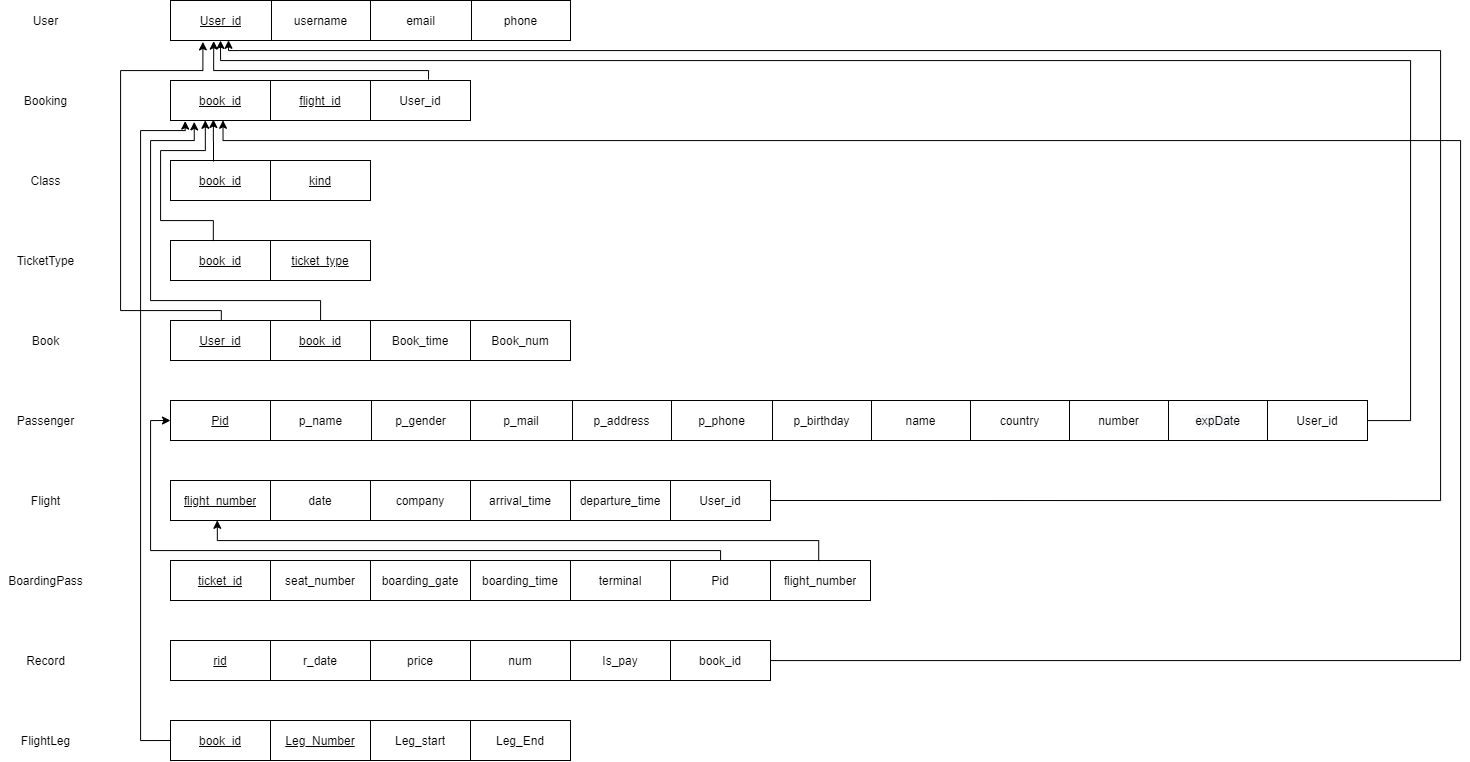 User User_id username email phone
Booking book_id flight_id User_id
Class book_id kind
TicketType book_id ticket_type
Book User_id book_id Book_time Book_num
Passenger Pid p_name p_gender p_mail p_address p_phone p_birthday name country number expDate User_id
Flight flight_number date company arrival_time departure_time User_id
BoardingPass ticket_id seat_number boarding_gate boarding_time terminal Pid flight_number
Record rid r_date price num Is_pay book_id
FlightLeg book_id Leg_Number Leg_start Leg_End